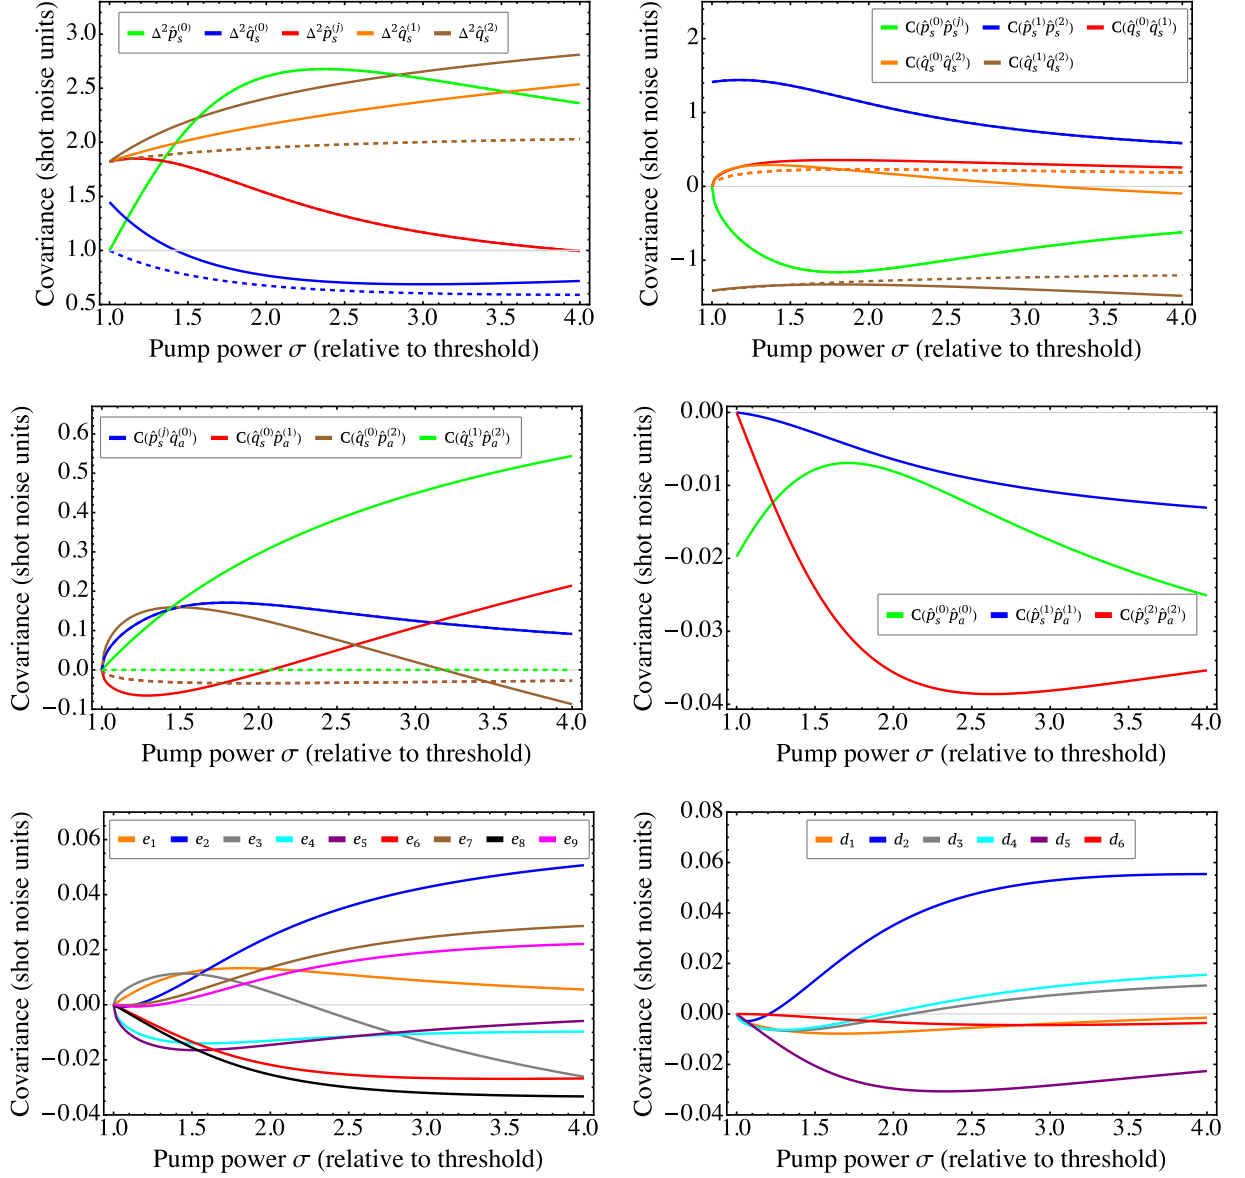 Δ²p̂ₛ⁽⁰⁾ Δ²q̂ₛ⁽⁰⁾ Δ²p̂ₛ⁽ʲ⁾ Δ²q̂ₛ⁽¹⁾ Δ²q̂ₛ⁽²⁾
Covariance (shot noise units)
3.0
2.5
2.0
1.5
1.0
0.5
1.0 1.5 2.0 2.5 3.0 3.5 4.0
Pump power σ (relative to threshold)
C(p̂ₛ⁽⁰⁾p̂ₛ⁽ʲ⁾) C(p̂ₛ⁽¹⁾p̂ₛ⁽²⁾) C(q̂ₛ⁽⁰⁾q̂ₛ⁽¹⁾)
C(q̂ₛ⁽⁰⁾q̂ₛ⁽²⁾) C(q̂ₛ⁽¹⁾q̂ₛ⁽²⁾)
Covariance (shot noise units)
2
1
0
−1
1.0 1.5 2.0 2.5 3.0 3.5 4.0
Pump power σ (relative to threshold)
C(p̂ₛ⁽ʲ⁾q̂ₐ⁽⁰⁾) C(q̂ₛ⁽⁰⁾p̂ₐ⁽¹⁾) C(q̂ₛ⁽⁰⁾p̂ₐ⁽²⁾) C(q̂ₛ⁽¹⁾p̂ₐ⁽²⁾)
Covariance (shot noise units)
0.6
0.5
0.4
0.3
0.2
0.1
0.0
−0.1
1.0 1.5 2.0 2.5 3.0 3.5 4.0
Pump power σ (relative to threshold)
Covariance (shot noise units)
0.00
−0.01
−0.02
−0.03
−0.04
C(p̂ₛ⁽⁰⁾p̂ₐ⁽⁰⁾) C(p̂ₛ⁽¹⁾p̂ₐ⁽¹⁾) C(p̂ₛ⁽²⁾p̂ₐ⁽²⁾)
1.0 1.5 2.0 2.5 3.0 3.5 4.0
Pump power σ (relative to threshold)
e₁ e₂ e₃ e₄ e₅ e₆ e₇ e₈ e₉
Covariance (shot noise units)
0.06
0.04
0.02
0.00
−0.02
−0.04
1.0 1.5 2.0 2.5 3.0 3.5 4.0
Pump power σ (relative to threshold)
d₁ d₂ d₃ d₄ d₅ d₆
Covariance (shot noise units)
0.08
0.06
0.04
0.02
0.00
−0.02
−0.04
1.0 1.5 2.0 2.5 3.0 3.5 4.0
Pump power σ (relative to threshold)